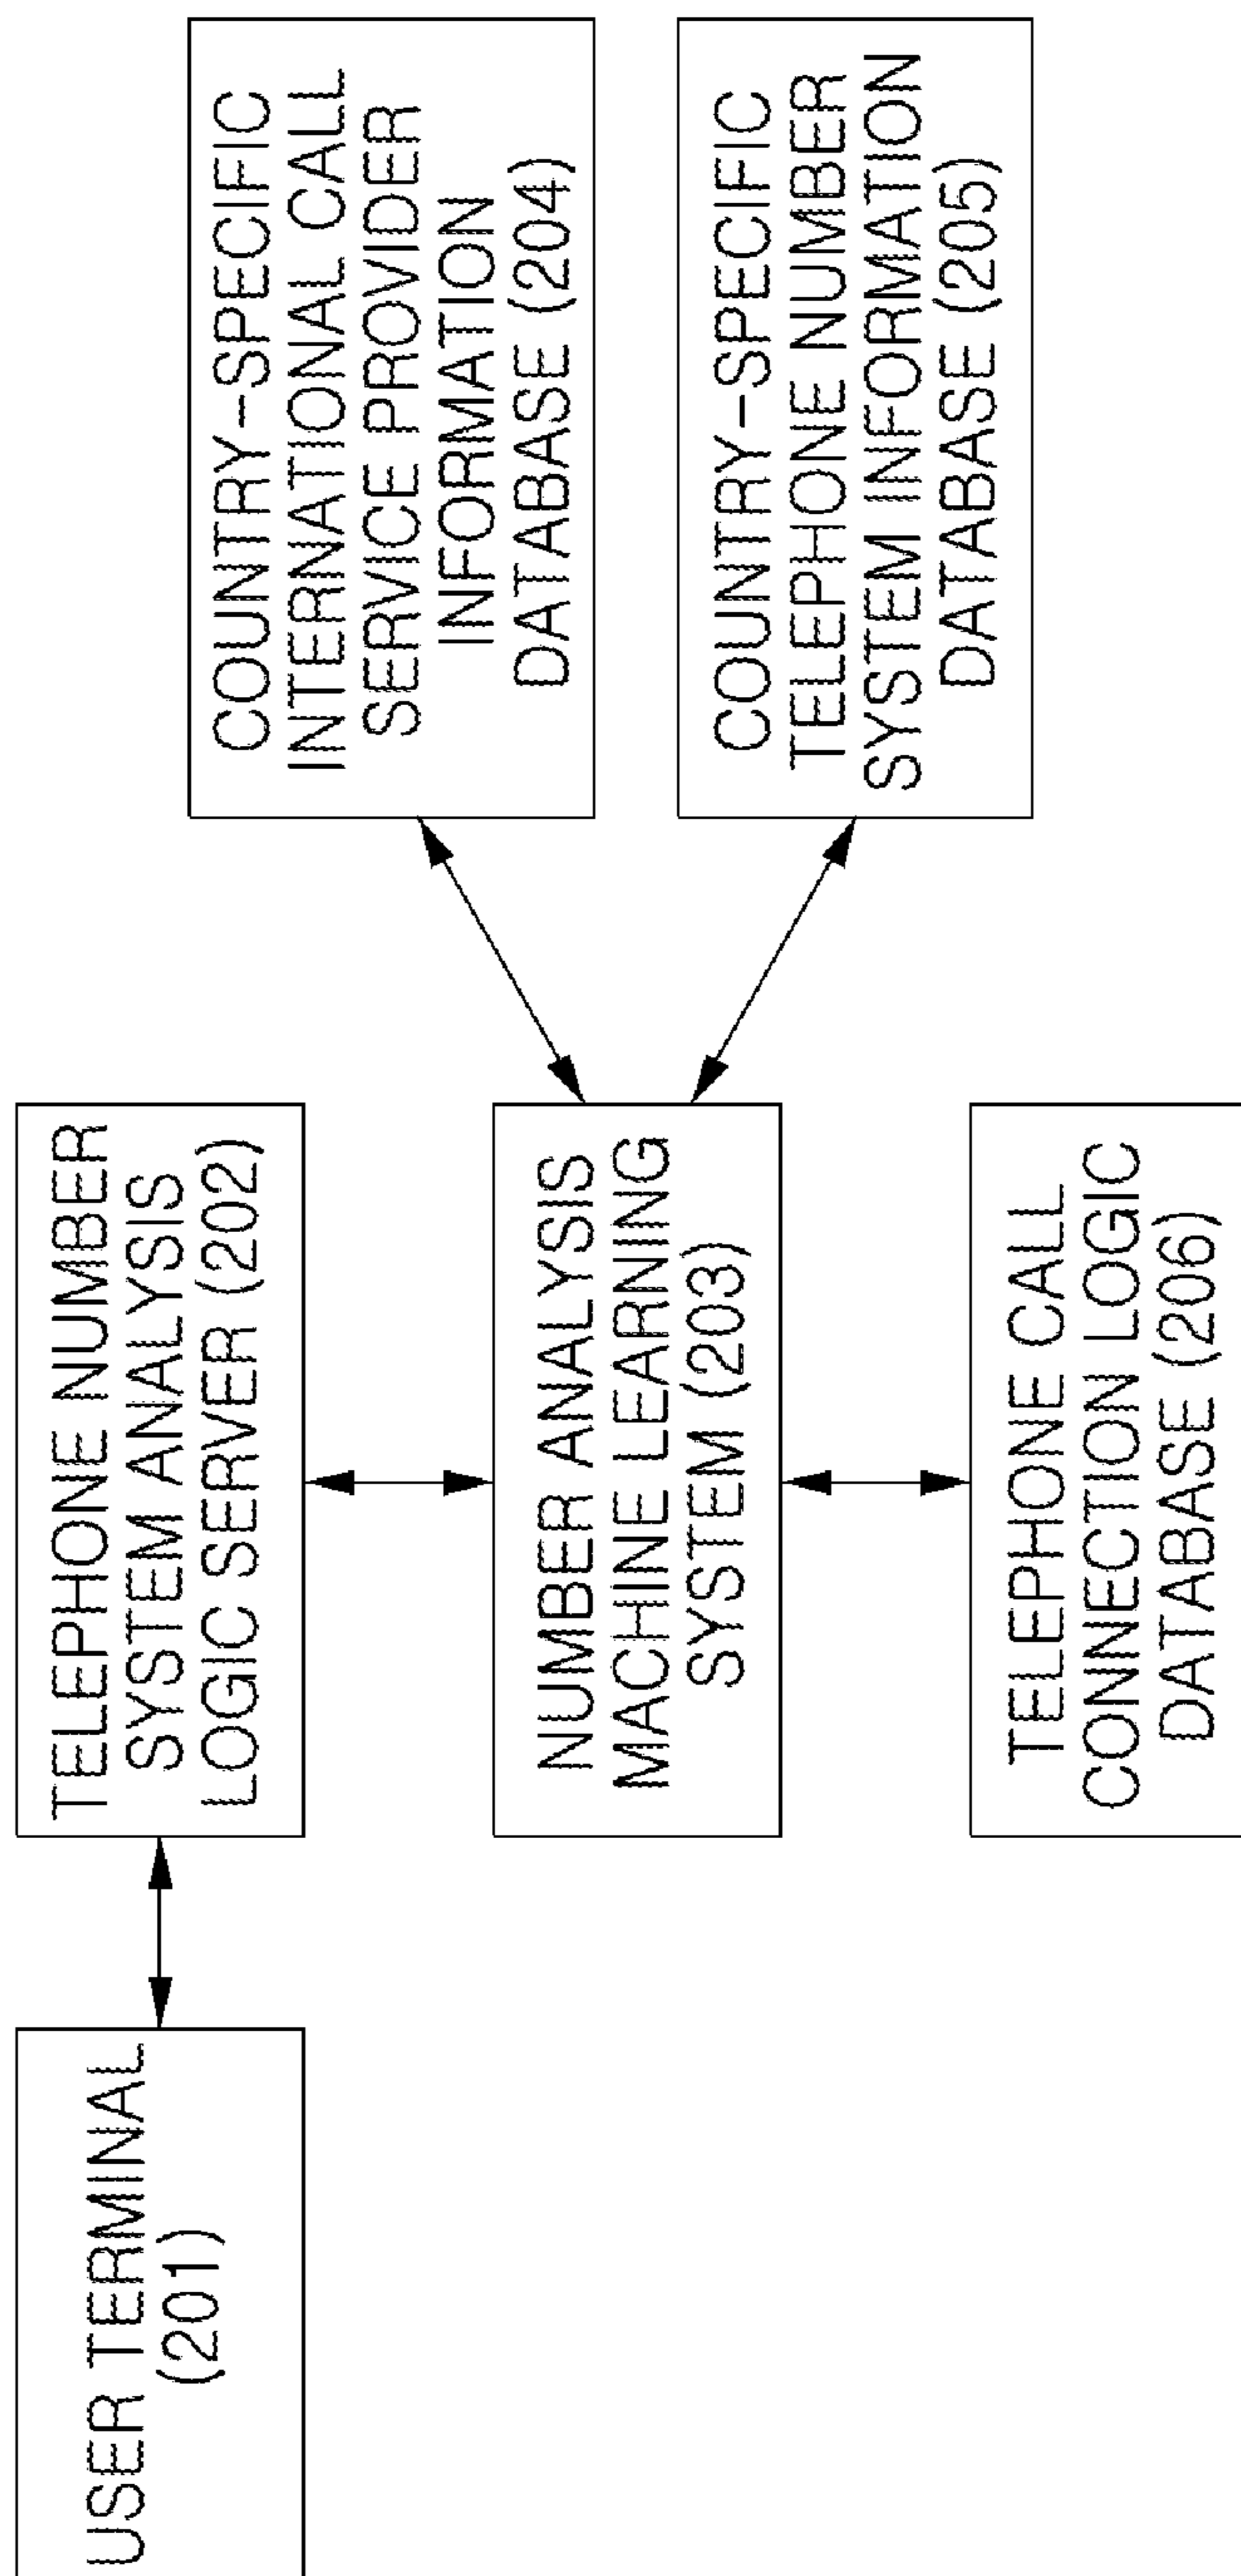 USER TERMINAL
(201)
TELEPHONE NUMBER
SYSTEM ANALYSIS
LOGIC SERVER (202)
NUMBER ANALYSIS
MACHINE LEARNING
SYSTEM (203)
TELEPHONE CALL
CONNECTION LOGIC
DATABASE (206)
COUNTRY-SPECIFIC
INTERNATIONAL CALL
SERVICE PROVIDER
INFORMATION
DATABASE (204)
COUNTRY-SPECIFIC
TELEPHONE NUMBER
SYSTEM INFORMATION
DATABASE (205)